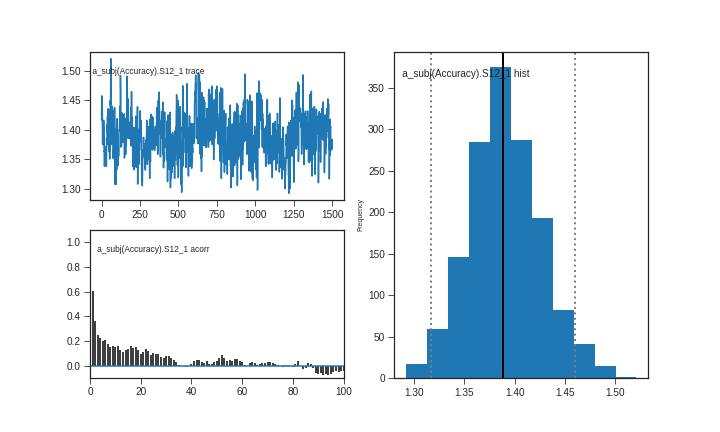 a_subj(Accuracy).S12_1 trace
1.50
1.45
1.40
1.35
1.30
0 250 500 750 1000 1250 1500
a_subj(Accuracy).S12_1 acorr
1.0
0.8
0.6
0.4
0.2
0.0
0 20 40 60 80 100
a_subj(Accuracy).S12_1 hist
Frequency
350
300
250
200
150
100
50
0
1.30 1.35 1.40 1.45 1.50